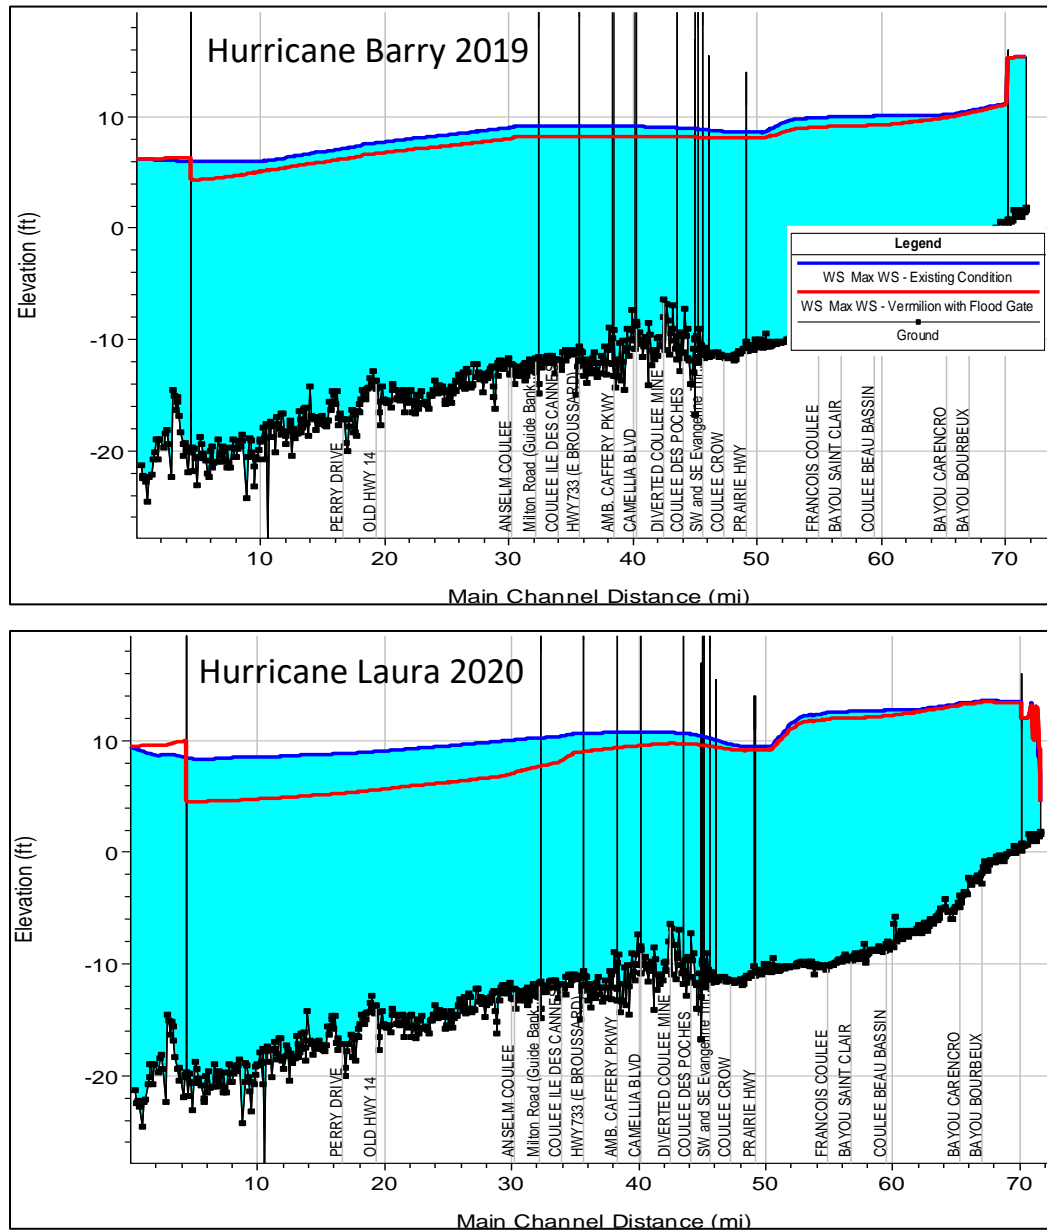 Hurricane Barry 2019
10
0
-10
-20
Elevation (ft)
Legend
WS Max WS - Existing Condition
WS Max WS - Vermilion with Flood Gate
Ground
PERRY DRIVE
OLD HWY 14
ANSELM COULEE
Milton Road (Guide Bank...
COULEE ILE DES CANNES
HWY733 (E BROUSSARD)
AMB. CAFFERY PKWY
CAMELLIA BLVD
DIVERTED COULEE MINE
COULEE DES POCHES
SW and SE Evangeline Thr...
COULEE CROW
PRAIRIE HWY
FRANCOIS COULEE
BAYOU SAINT CLAIR
COULEE BEAU BASSIN
BAYOU CARENCRO
BAYOU BOURBEUX
10 20 30 40 50 60 70
Main Channel Distance (mi)
Hurricane Laura 2020
10
0
-10
-20
Elevation (ft)
PERRY DRIVE
OLD HWY 14
ANSELM COULEE
Milton Road (Guide Bank...
COULEE ILE DES CANNES
HWY733 (E BROUSSARD)
AMB. CAFFERY PKWY
CAMELLIA BLVD
DIVERTED COULEE MINE
COULEE DES POCHES
SW and SE Evangeline Thr...
COULEE CROW
PRAIRIE HWY
FRANCOIS COULEE
BAYOU SAINT CLAIR
COULEE BEAU BASSIN
BAYOU CARENCRO
BAYOU BOURBEUX
10 20 30 40 50 60 70
Main Channel Distance (mi)